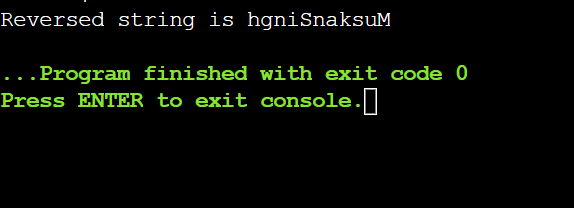 Reversed string is hgniSnaksuM
...Program finished with exit code 0
Press ENTER to exit console.